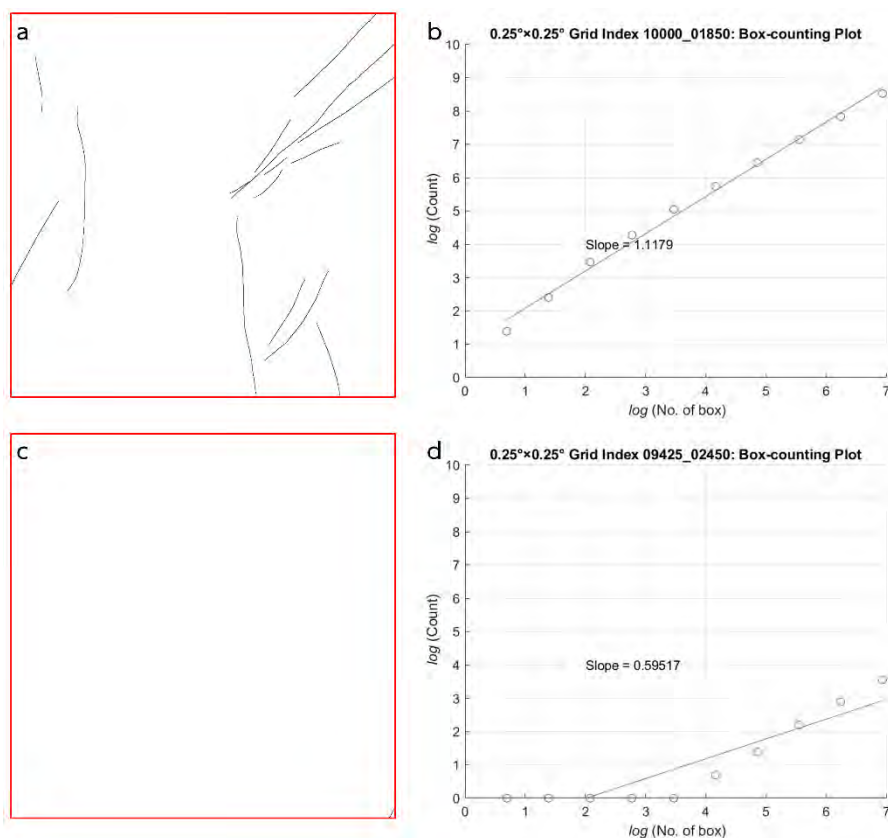 a
b
0.25°×0.25° Grid Index 10000_01850: Box-counting Plot
10
9
8
7
6
5
4
3
2
1
0
log (Count)
Slope = 1.1179
0 1 2 3 4 5 6 7
log (No. of box)
c
d
0.25°×0.25° Grid Index 09425_02450: Box-counting Plot
10
9
8
7
6
5
4
3
2
1
0
log (Count)
Slope = 0.59517
0 1 2 3 4 5 6 7
log (No. of box)